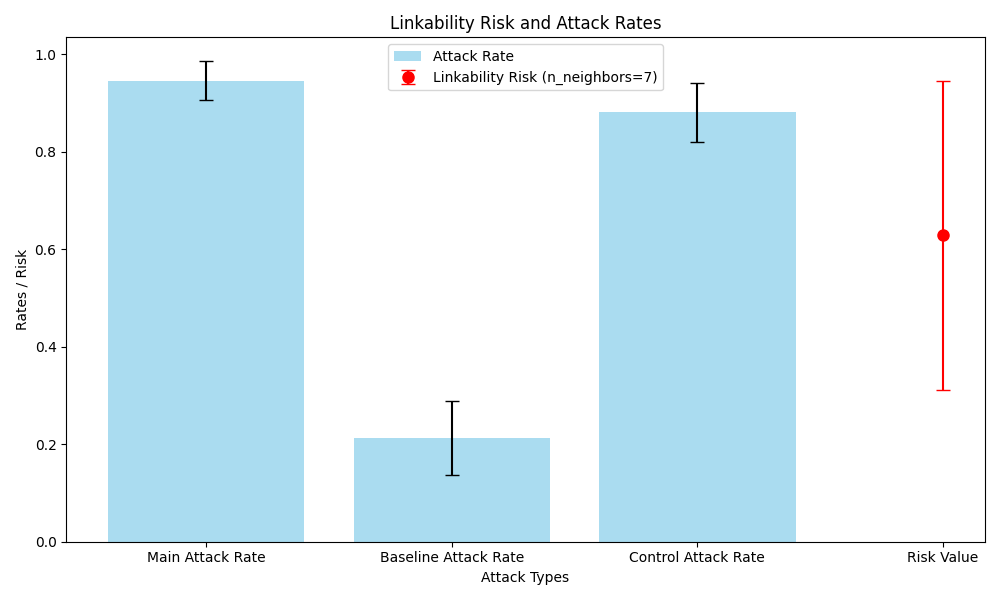 Linkability Risk and Attack Rates
Attack Rate
Linkability Risk (n_neighbors=7)
Rates / Risk
1.0
0.8
0.6
0.4
0.2
0.0
Main Attack Rate
Baseline Attack Rate
Control Attack Rate
Risk Value
Attack Types